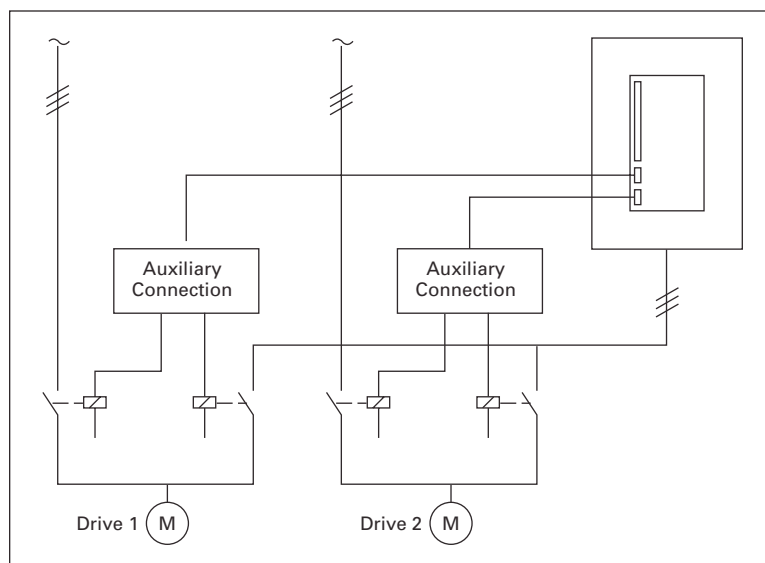 Auxiliary
Connection
Auxiliary
Connection
Drive 1
M
Drive 2
M